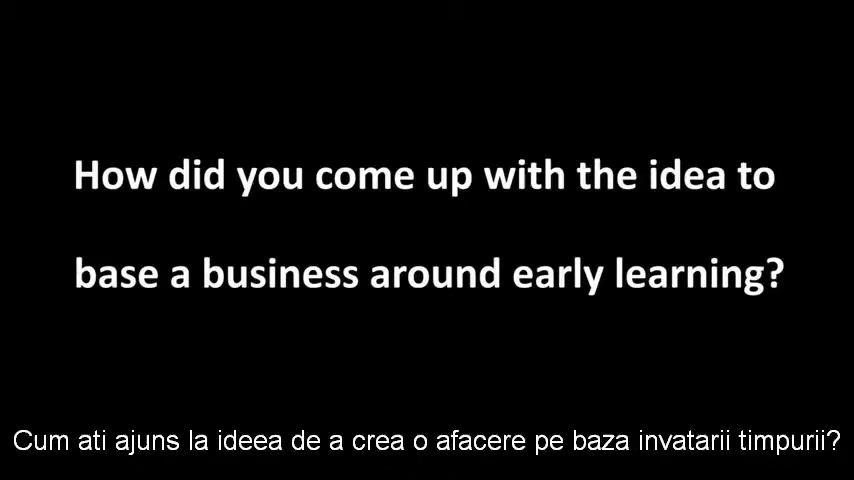 How did you come up with the idea to
base a business around early learning?
Cum ati ajuns la ideea de a crea o afacere pe baza invatarii timpurii?